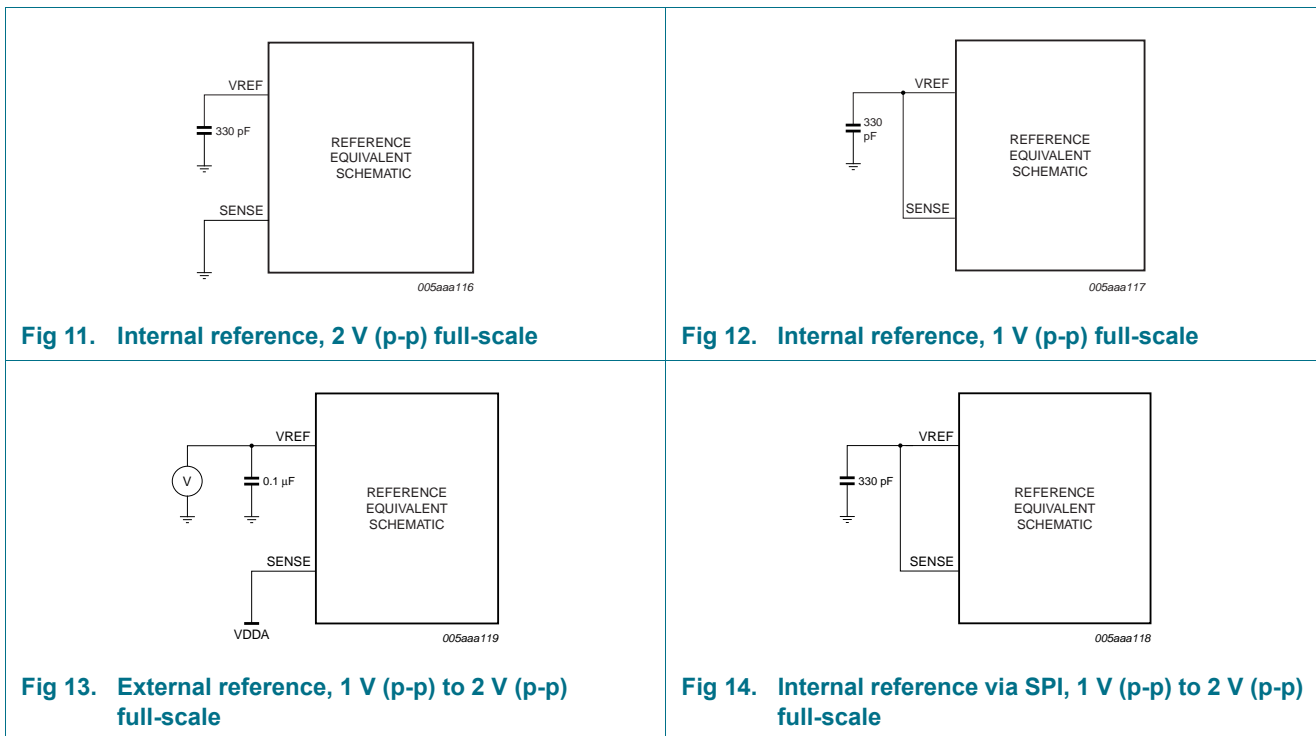 VREF
330 pF
REFERENCE
EQUIVALENT
SCHEMATIC
SENSE
005aaa116
Fig 11. Internal reference, 2 V (p-p) full-scale
VREF
330
pF
REFERENCE
EQUIVALENT
SCHEMATIC
SENSE
005aaa117
Fig 12. Internal reference, 1 V (p-p) full-scale
VREF
V
0.1 μF
REFERENCE
EQUIVALENT
SCHEMATIC
SENSE
VDDA
005aaa119
Fig 13. External reference, 1 V (p-p) to 2 V (p-p)
full-scale
VREF
330 pF
REFERENCE
EQUIVALENT
SCHEMATIC
SENSE
005aaa118
Fig 14. Internal reference via SPI, 1 V (p-p) to 2 V (p-p)
full-scale